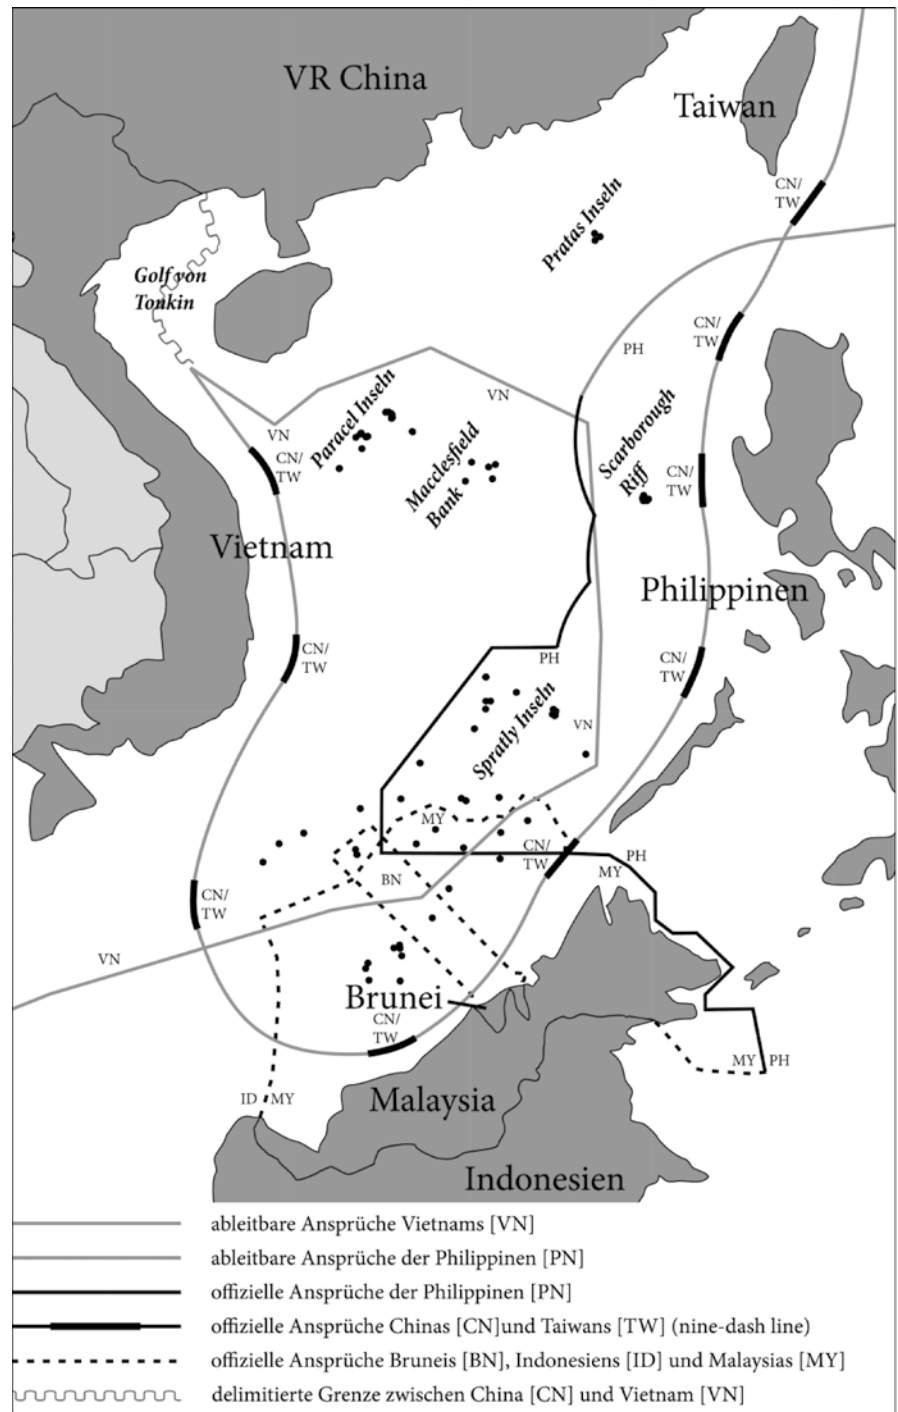 VR China
Taiwan
CN/
TW
Pratas Inseln
Golf von
Tonkin
CN/
TW
PH
VN
Paracel Inseln
VN
CN/
TW
Macclesfield
Bank
Scarborough
Riff
CN/
TW
Vietnam
Philippinen
CN/
TW
PH
CN/
TW
Spratly Inseln
VN
MY
CN/
TW
PH
MY
BN
CN/
TW
VN
Brunei
CN/
TW
MY
PH
ID
MY
Malaysia
Indonesien
ableitbare Ansprüche Vietnams [VN]
ableitbare Ansprüche der Philippinen [PN]
offizielle Ansprüche der Philippinen [PN]
offizielle Ansprüche Chinas [CN]und Taiwans [TW] (nine-dash line)
offizielle Ansprüche Bruneis [BN], Indonesiens [ID] und Malaysias [MY]
delimitierte Grenze zwischen China [CN] und Vietnam [VN]